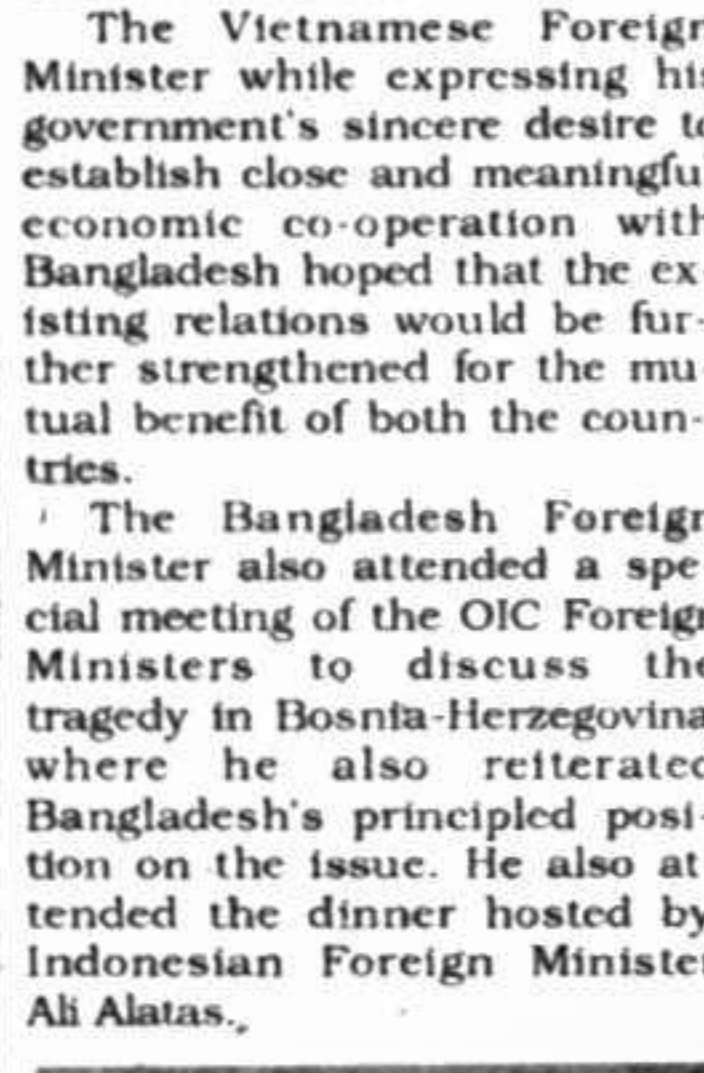 The Vietnamese Foreign
Minister while expressing his
government's sincere desire to
establish close and meaningful
economic co-operation with
Bangladesh hoped that the ex-
isting relations would be fur-
ther strengthened for the mu-
tual benefit of both the coun-
tries.
The Bangladesh Foreign
Minister also attended a spe-
cial meeting of the OIC Foreign
Ministers to discuss the
tragedy in Bosnia-Herzegovina
where he also reiterated
Bangladesh's principled posi-
tion on the issue. He also at-
tended the dinner hosted by
Indonesian Foreign Minister
Ali Alatas.